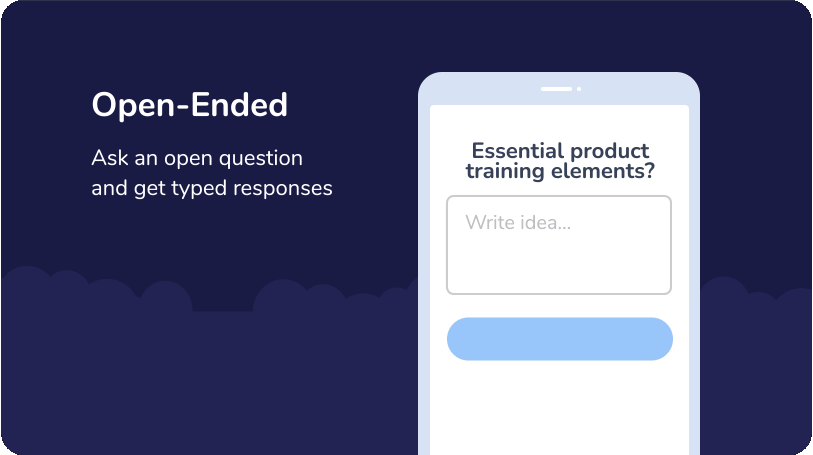 Open-Ended
Ask an open question
and get typed responses
Essential product
training elements?
Write idea...